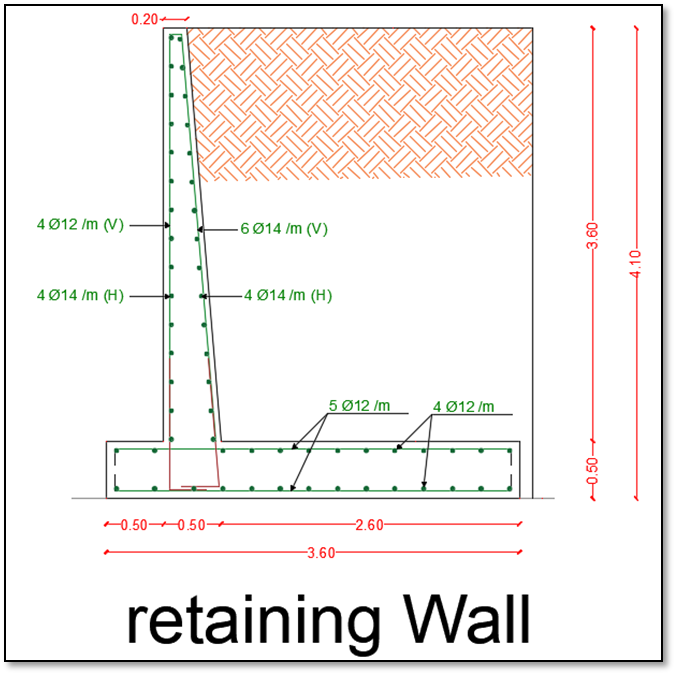 0.20
4 Ø12 /m (V)
6 Ø14 /m (V)
4 Ø14 /m (H)
4 Ø14 /m (H)
3.60
4.10
5 Ø12 /m
4 Ø12 /m
0.50
0.50
0.50
2.60
3.60
retaining Wall